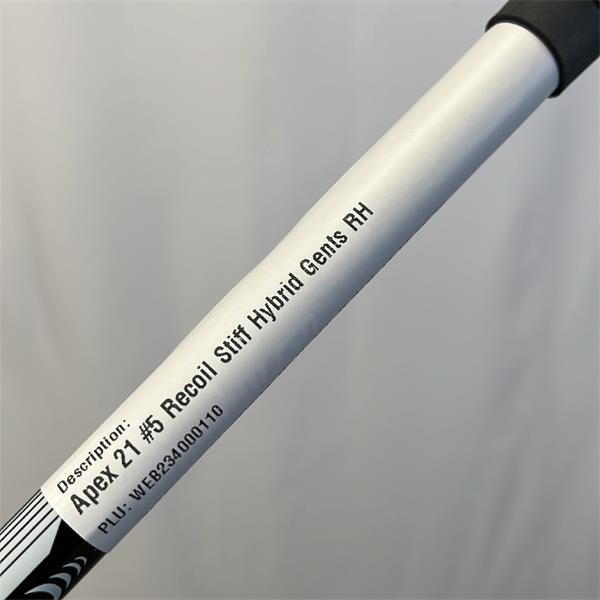 Description:
Apex 21 #5 Recoil Stiff Hybrid Gents RH
PLU: WEB234000110